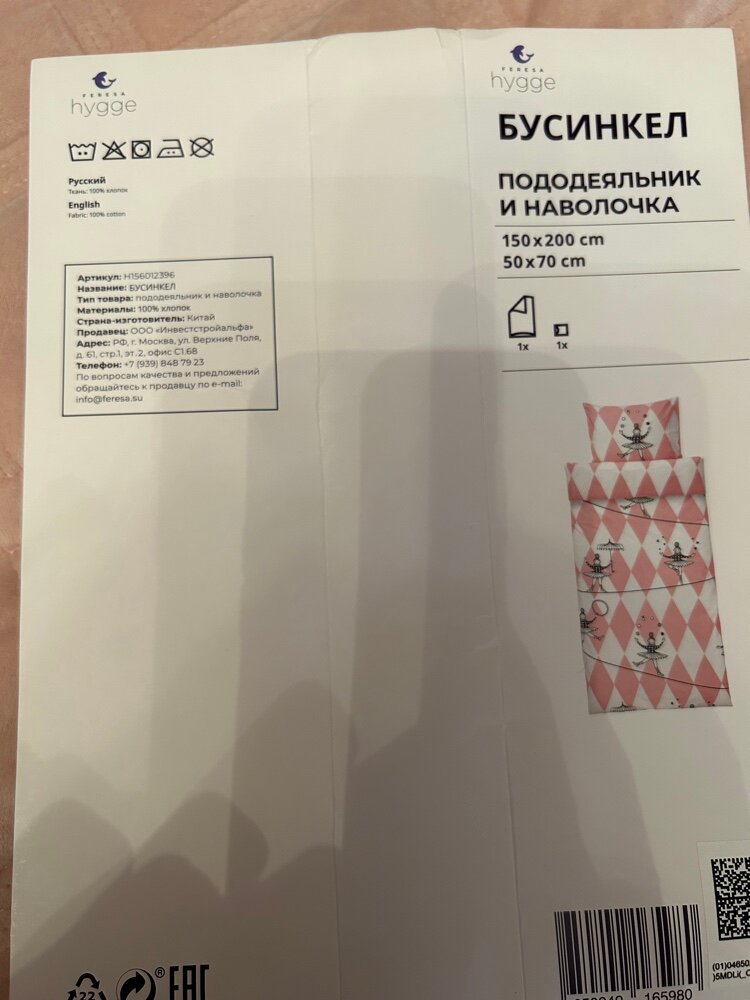 FERESA
hygge
Русский
Ткань: 100% хлопок
English
Fabric: 100% cotton
Артикул: H156012396
Название: БУСИНКЕЛ
Тип товара: пододеяльник и наволочка
Материалы: 100% хлопок
Страна-изготовитель: Китай
Продавец: ООО «Инвестстройальфа»
Адрес: РФ, г. Москва, ул. Верхние Поля,
д. 61, стр.1, эт.2, офис С1.68
Телефон: +7 (939) 848 79 23
По вопросам качества и предложений
обращайтесь к продавцу по e-mail:
info@feresa.su
22
®
EAC
FERESA
hygge
БУСИНКЕЛ
ПОДОДЕЯЛЬНИК
И НАВОЛОЧКА
150x200 cm
50x70 cm
1x
1x
165980